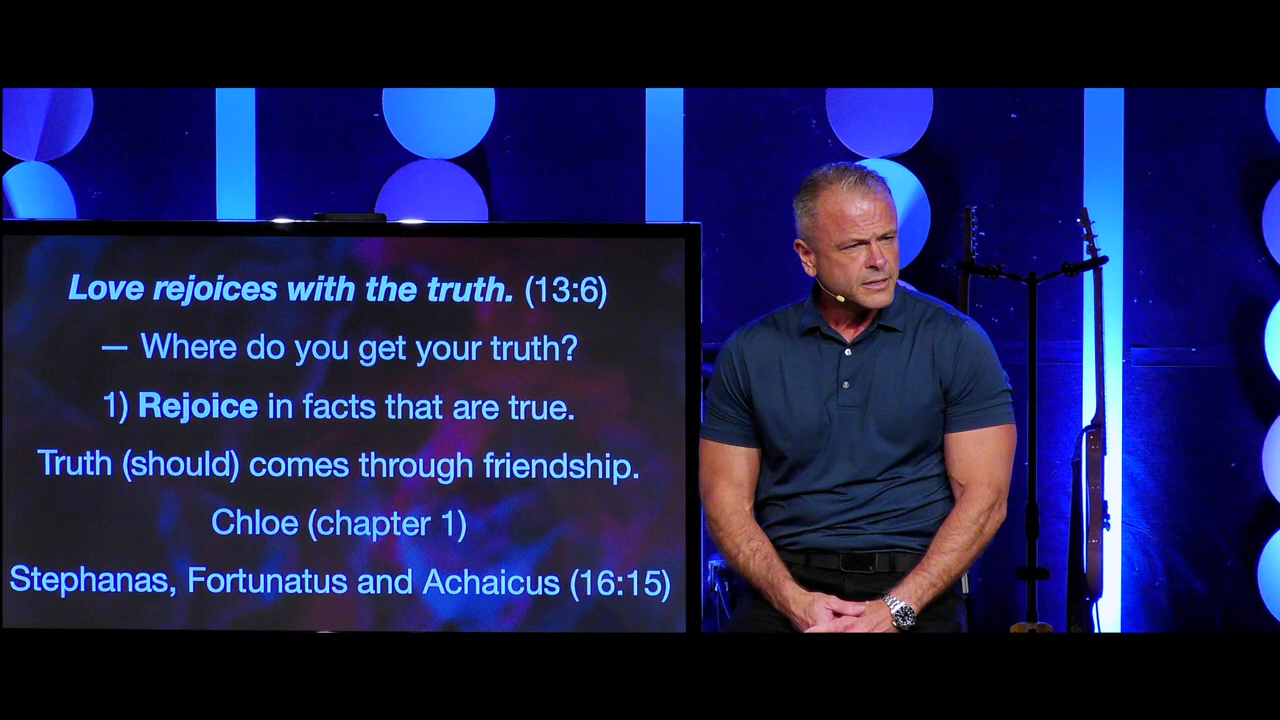 Love rejoices with the truth. (13:6)
— Where do you get your truth?
1) Rejoice in facts that are true.
Truth (should) comes through friendship.
Chloe (chapter 1)
Stephanas, Fortunatus and Achaicus (16:15)